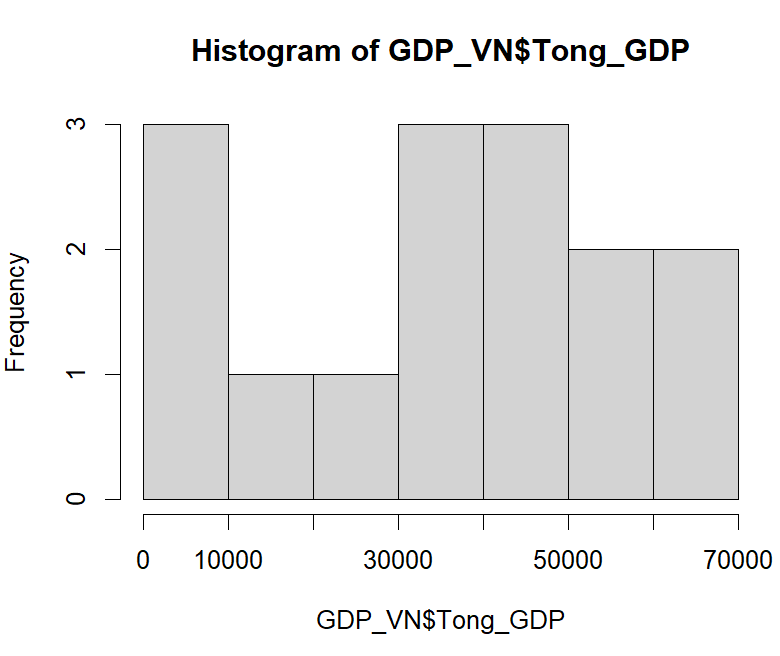 Histogram of GDP_VN$Tong_GDP
3
2
1
0
Frequency
0 10000 30000 50000 70000
GDP_VN$Tong_GDP